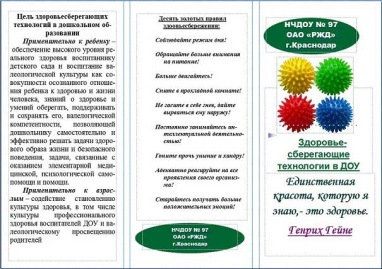 Цель здоровьесберегающих
технологий в дошкольном об-
разовании
Применительно к ребенку –
обеспечение высокого уровня ре-
ального здоровья воспитаннику
детского сада и воспитание ва-
леологической культуры как со-
вокупности осознанного отноше-
ния ребенка к здоровью и жизни
человека, знаний о здоровье и
умений оберегать, поддерживать
и сохранять его, валеологической
компетентности, позволяющей
дошкольнику самостоятельно и
эффективно решать задачи здоро-
вого образа жизни и безопасного
поведения, задачи, связанные с
оказанием элементарной меди-
цинской, психологической само-
помощи и помощи.
Применительно к взрос-
лым – содействие становлению
культуры здоровья, в том числе
культуры профессионального
здоровья воспитателей ДОУ и ва-
леологическому просвещению
родителей
Десять золотых правил
здоровьесбережения:
Соблюдайте режим дня!
Обращайте больше внимания
на питание!
Больше двигайтесь!
Спите в прохладной комнате!
Не гасите в себе гнев, дайте
вырваться ему наружу!
Постоянно занимайтесь ин-
теллектуальной деятельно-
стью!
Гоните прочь уныние и хандру!
Адекватно реагируйте на все
проявления своего организ-
ма!
Старайтесь получать больше
положительных эмоций!
НЧДОУ № 97
ОАО «РЖД»
г.Краснодар
НЧДОУ № 97
ОАО «РЖД»
г.Краснодар
Здоровье-
сберегающие
технологии в ДОУ
Единственная
красота, которую я
знаю,- это здоровье.
Генрих Гейне